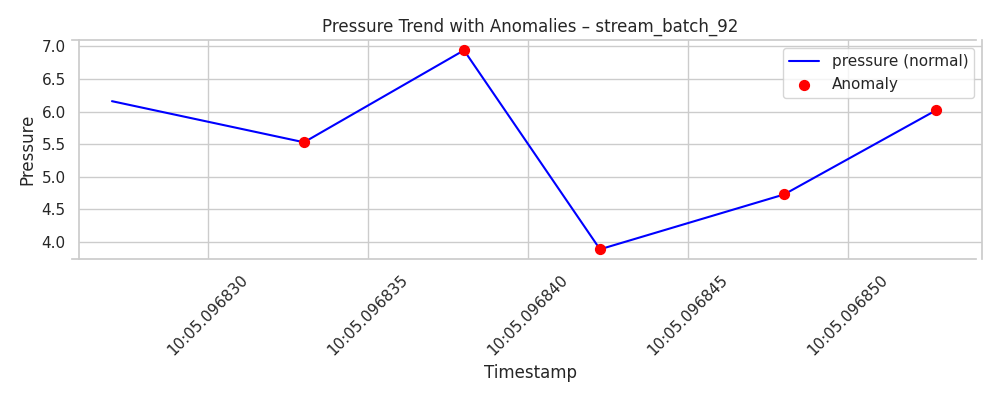 Pressure Trend with Anomalies – stream_batch_92
7.0
6.5
6.0
5.5
5.0
4.5
4.0
Pressure
pressure (normal)
Anomaly
10:05.096830
10:05.096835
10:05.096840
10:05.096845
10:05.096850
Timestamp